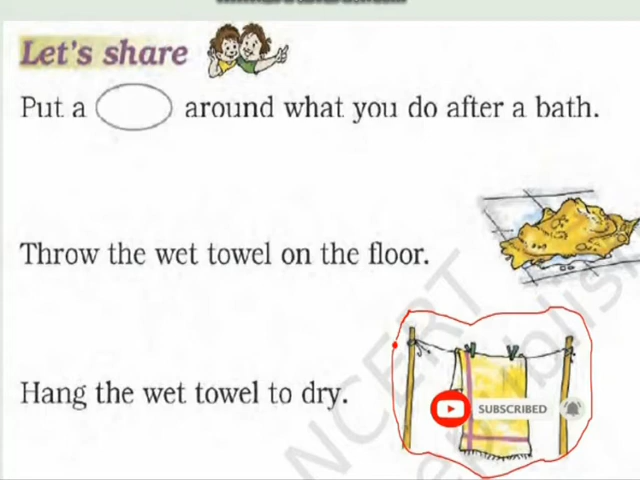 Let's share
Put a around what you do after a bath.
Throw the wet towel on the floor.
Hang the wet towel to dry.
SUBSCRIBED
NCERT